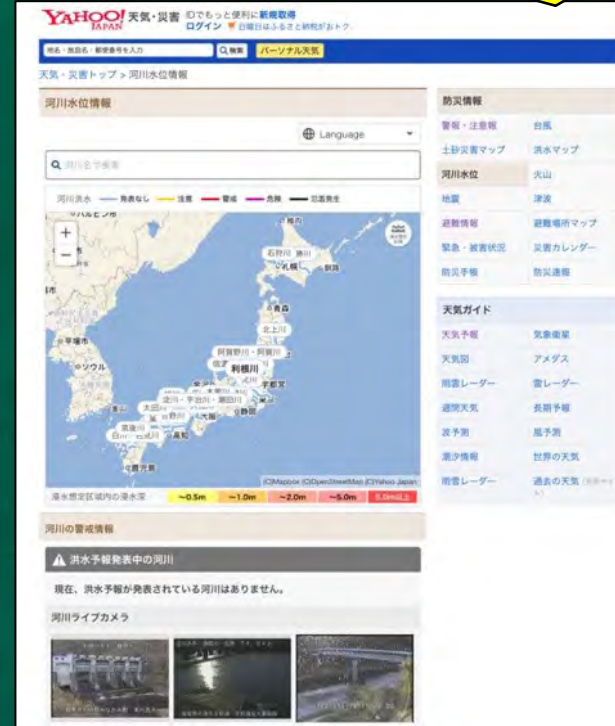 YAHOO! JAPAN 天気・災害
IDでもっと便利に新規取得
ログイン
地名・施設名・郵便番号を入力
検索
パーソナル天気
天気・災害トップ > 河川水位情報
河川水位情報
Language
河川名で検索
河川洪水 発表なし 注意 警戒 危険 氾濫発生
+
−
稚内
石狩川
札幌
釧路
青森
北上川
平壌市
ソウル
阿賀野川・阿賀川
利根川
宇都宮
淀川・宇治川・瀬田川
釜山
大阪
静岡
高知
鹿児島
(C)Mapbox (C)OpenStreetMap (C)Yahoo Japan
浸水想定区域内の浸水深 ~0.5m ~1.0m ~2.0m ~5.0m 5.0m以上
河川の警戒情報
洪水予報発表中の河川
現在、洪水予報が発表されている河川はありません。
河川ライブカメラ
防災情報
警報・注意報 台風
土砂災害マップ 洪水マップ
河川水位 火山
地震 津波
避難情報 避難場所マップ
緊急・被害状況 災害カレンダー
防災手帳 防災速報
天気ガイド
天気予報 気象衛星
天気図 アメダス
雨雲レーダー 雷レーダー
週間天気 長期予報
波予測 風予測
潮汐情報 世界の天気
雨雪レーダー 過去の天気